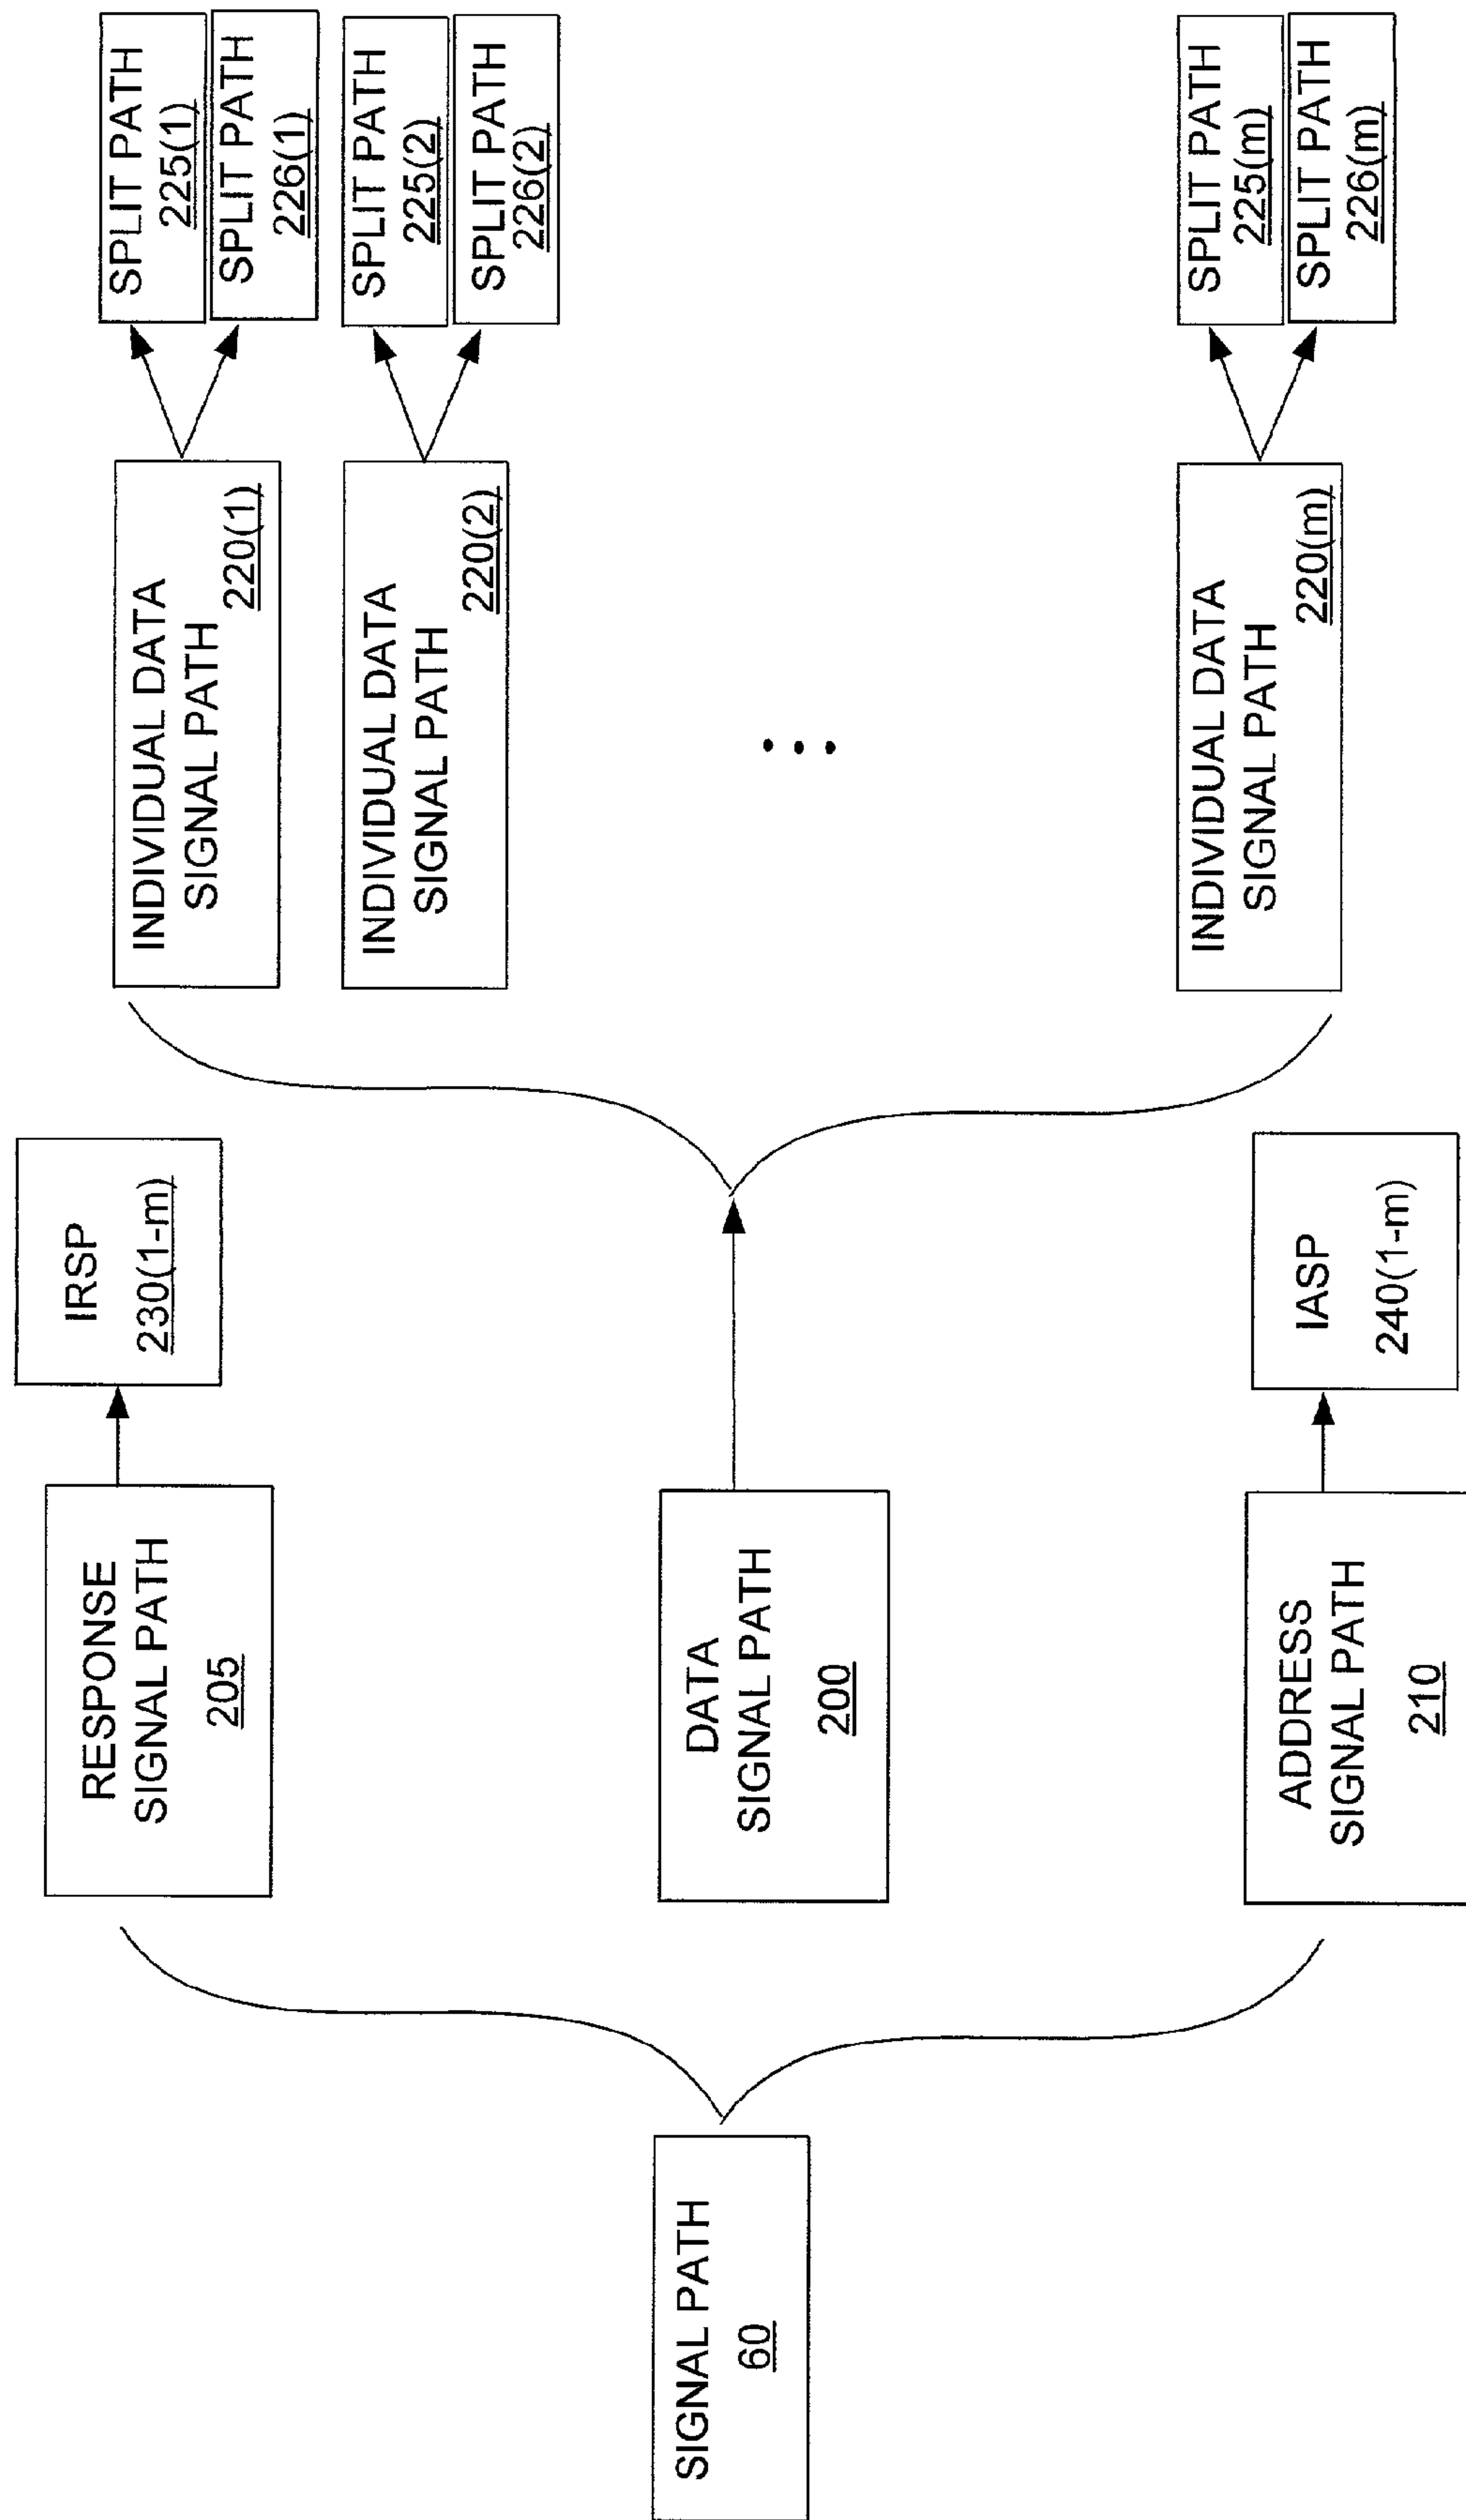 SIGNAL PATH
60
RESPONSE
SIGNAL PATH
205
DATA
SIGNAL PATH
200
ADDRESS
SIGNAL PATH
210
IRSP
230(1-m)
IASP
240(1-m)
INDIVIDUAL DATA
SIGNAL PATH
220(1)
INDIVIDUAL DATA
SIGNAL PATH
220(2)
INDIVIDUAL DATA
SIGNAL PATH
220(m)
SPLIT PATH
225(1)
SPLIT PATH
226(1)
SPLIT PATH
225(2)
SPLIT PATH
226(2)
SPLIT PATH
225(m)
SPLIT PATH
226(m)